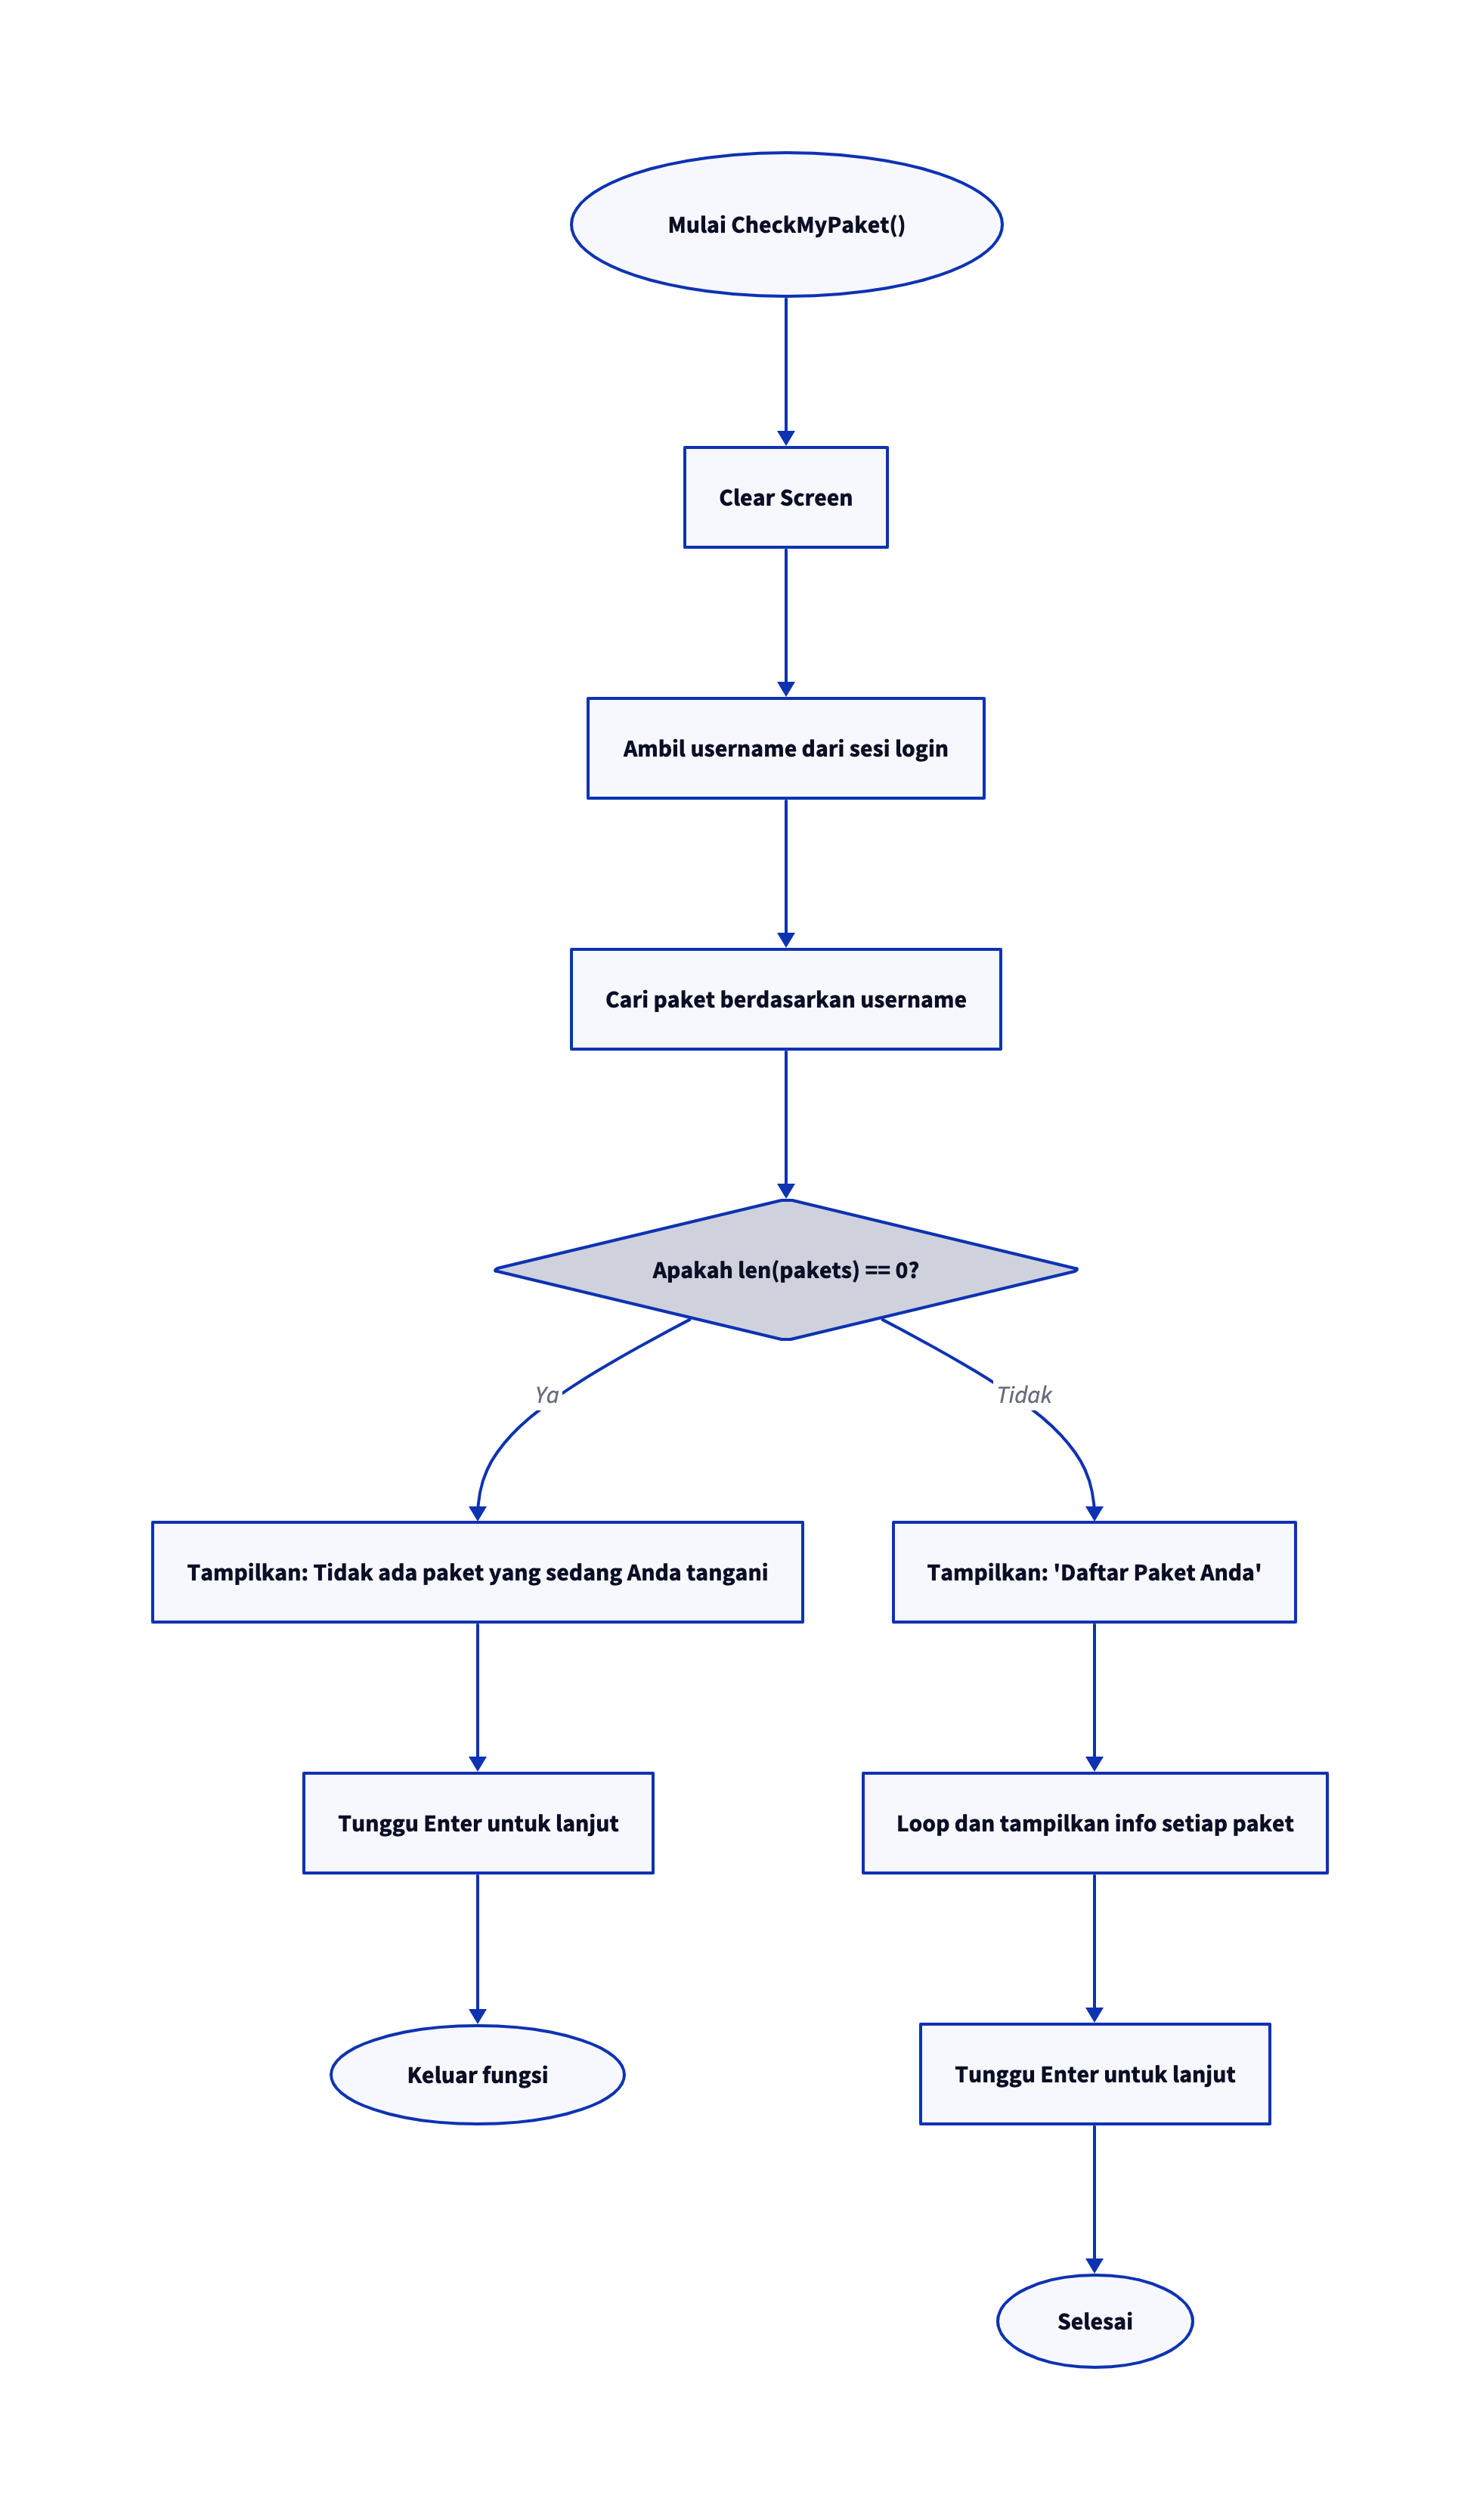 Mulai CheckMyPaket()
Clear Screen
Ambil username dari sesi login
Cari paket berdasarkan username
Apakah len(pakets) == 0?
Ya
Tidak
Tampilkan: Tidak ada paket yang sedang Anda tangani
Tampilkan: 'Daftar Paket Anda'
Tunggu Enter untuk lanjut
Loop dan tampilkan info setiap paket
Keluar fungsi
Tunggu Enter untuk lanjut
Selesai